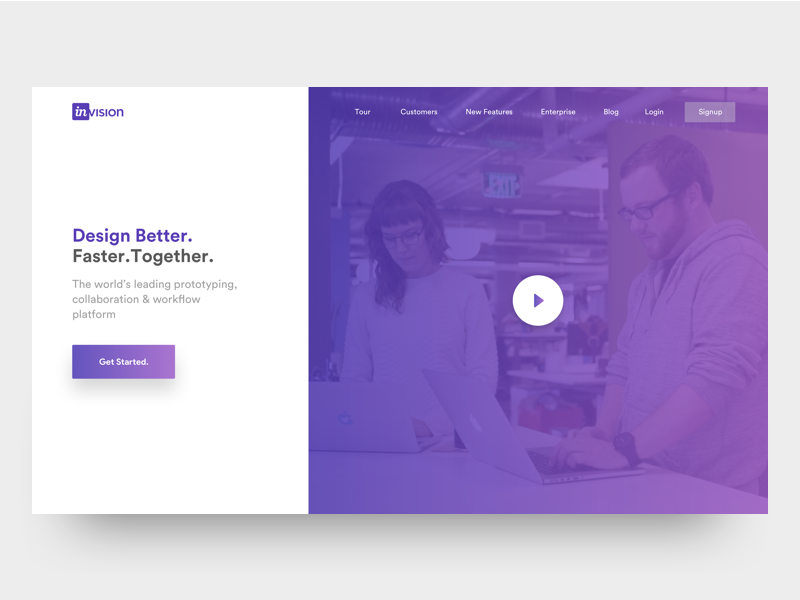 invision
Tour Customers New Features Enterprise Blog Login Signup
EXIT
Design Better.
Faster.Together.
The world's leading prototyping,
collaboration & workflow
platform
Get Started.